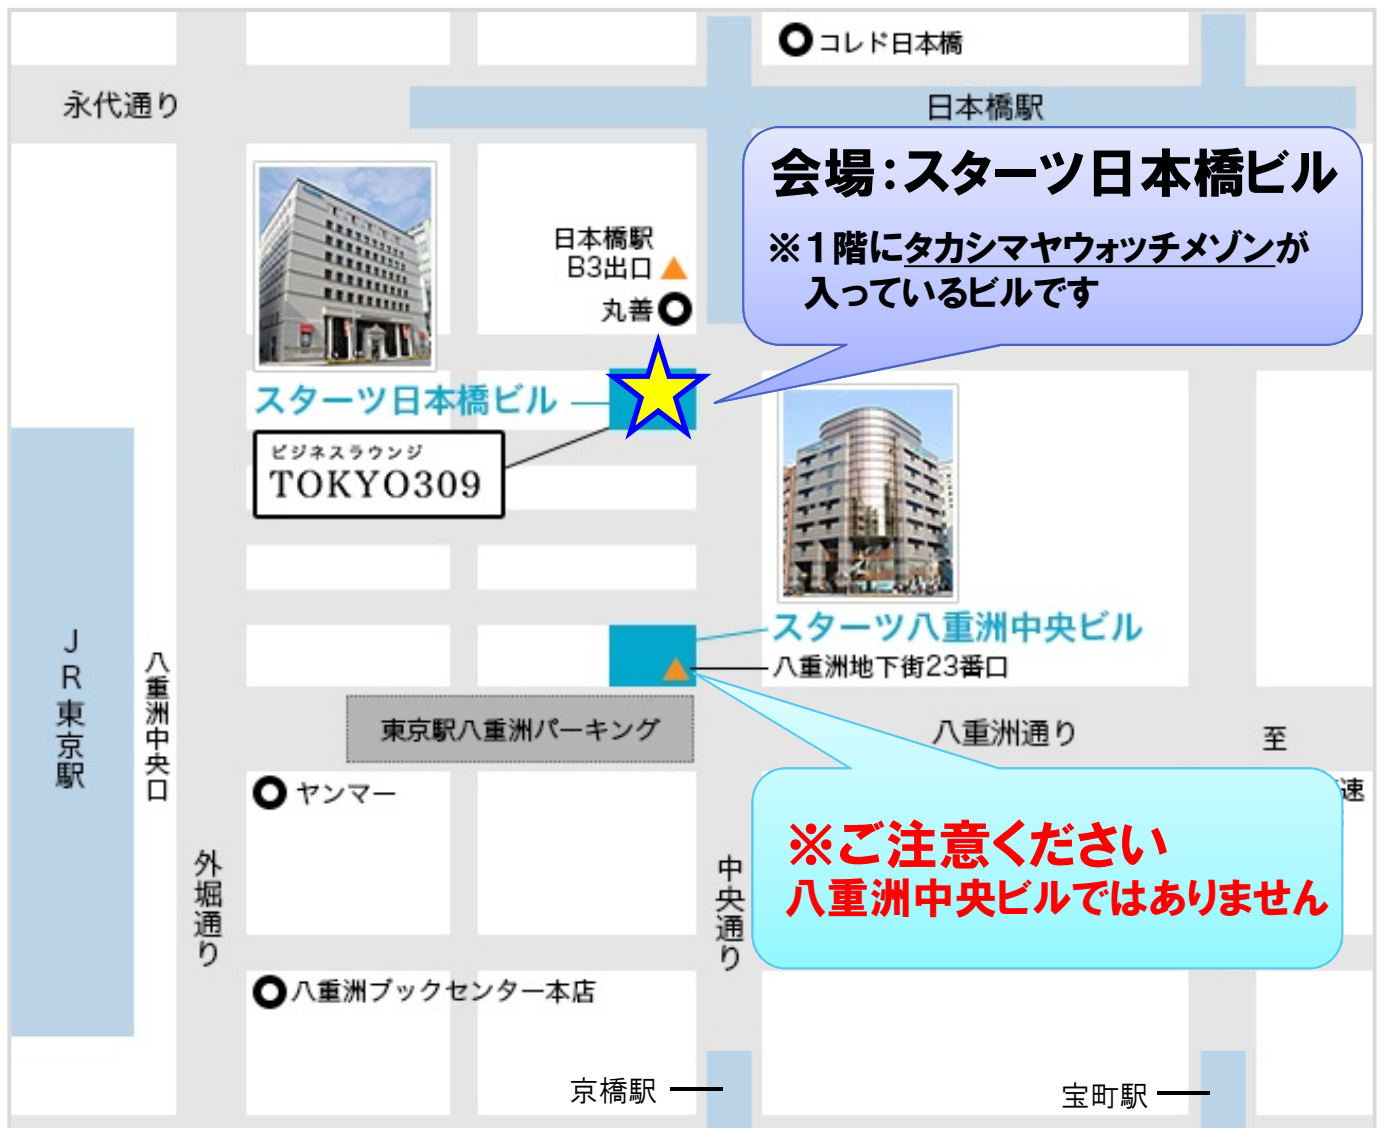 コレド日本橋
永代通り
日本橋駅
会場：スターツ日本橋ビル
※１階にタカシマヤウォッチメゾンが
入っているビルです
日本橋駅
B3出口
丸善
スターツ日本橋ビル
ビジネスラウンジ
TOKYO309
スターツ八重洲中央ビル
八重洲地下街23番口
JR東京駅
八重洲中央口
東京駅八重洲パーキング
八重洲通り
至
速
ヤンマー
※ご注意ください
八重洲中央ビルではありません
外堀通り
中央通り
八重洲ブックセンター本店
京橋駅
宝町駅